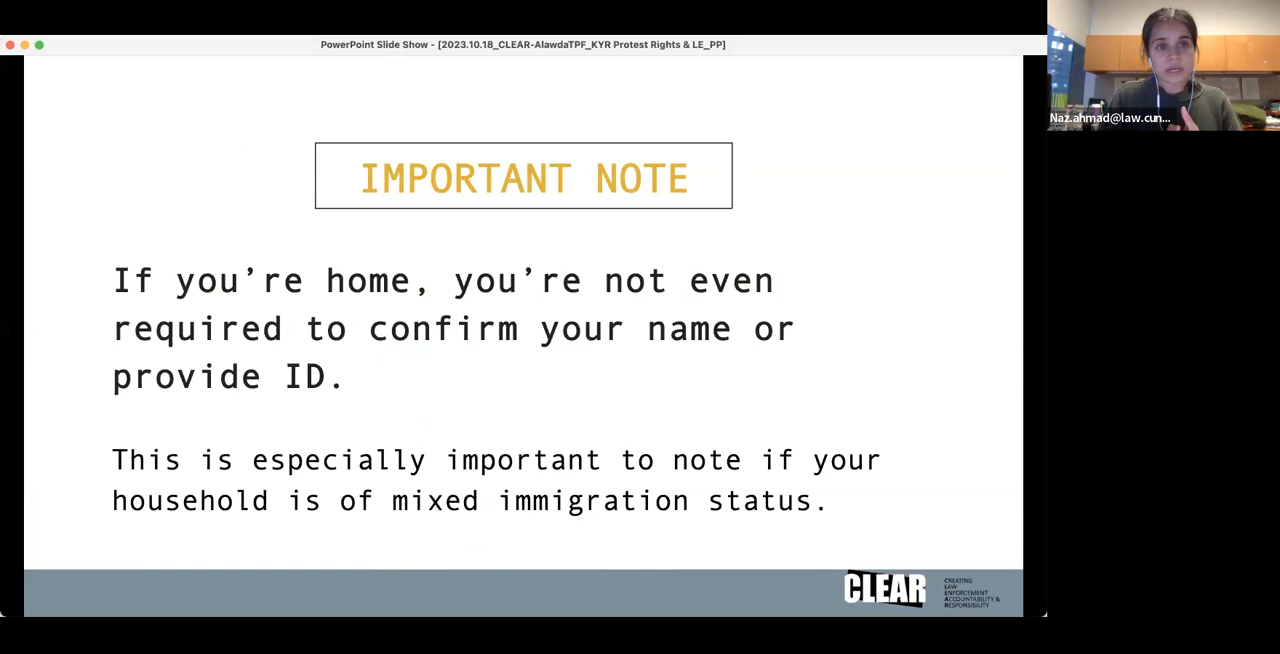 PowerPoint Slide Show - [2023.10.18_CLEAR-AlawdaTPF_KYR Protest Rights & LE_PP]
Naz.ahmad@law.cun...
IMPORTANT NOTE
If you’re home, you’re not even
required to confirm your name or
provide ID.
This is especially important to note if your
household is of mixed immigration status.
CLEAR
CREATING
LAW
ENFORCEMENT
ACCOUNTABILITY &
RESPONSIBILITY